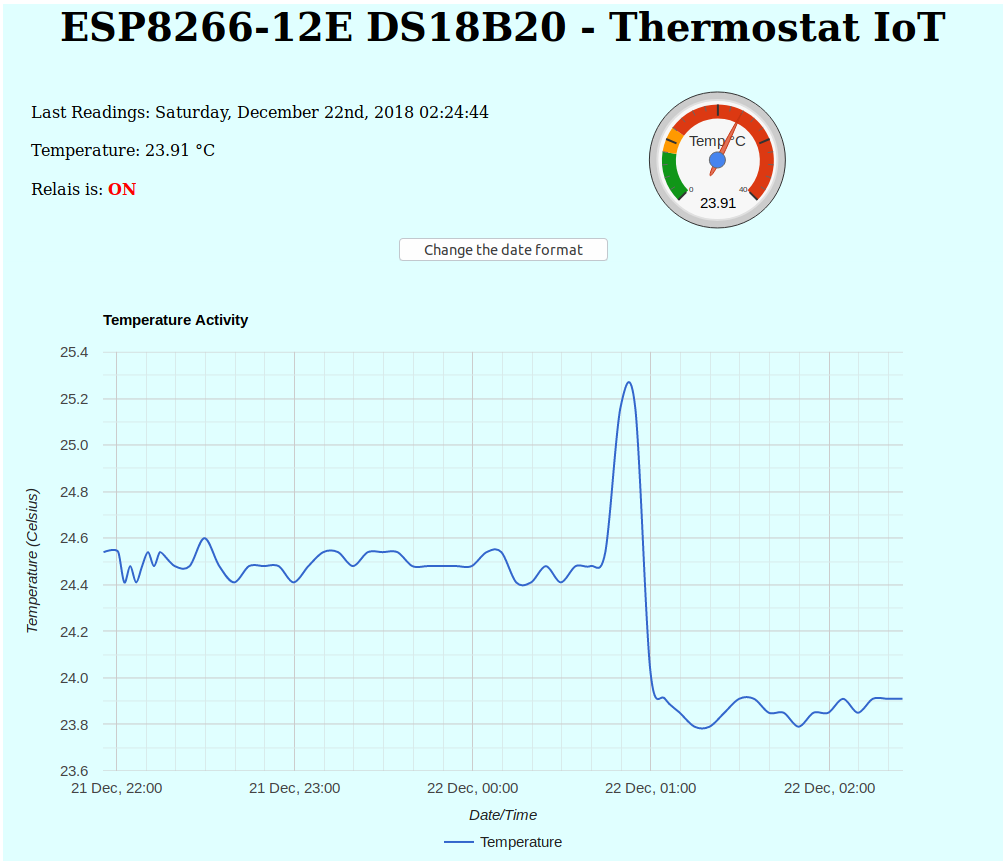 ESP8266-12E DS18B20 - Thermostat IoT
Last Readings: Saturday, December 22nd, 2018 02:24:44
Temperature: 23.91 °C
Relais is: ON
Temp °C
0
40
23.91
Change the date format
Temperature Activity
25.4
25.2
25.0
24.8
24.6
24.4
24.2
24.0
23.8
23.6
Temperature (Celsius)
21 Dec, 22:00
21 Dec, 23:00
22 Dec, 00:00
22 Dec, 01:00
22 Dec, 02:00
Date/Time
Temperature